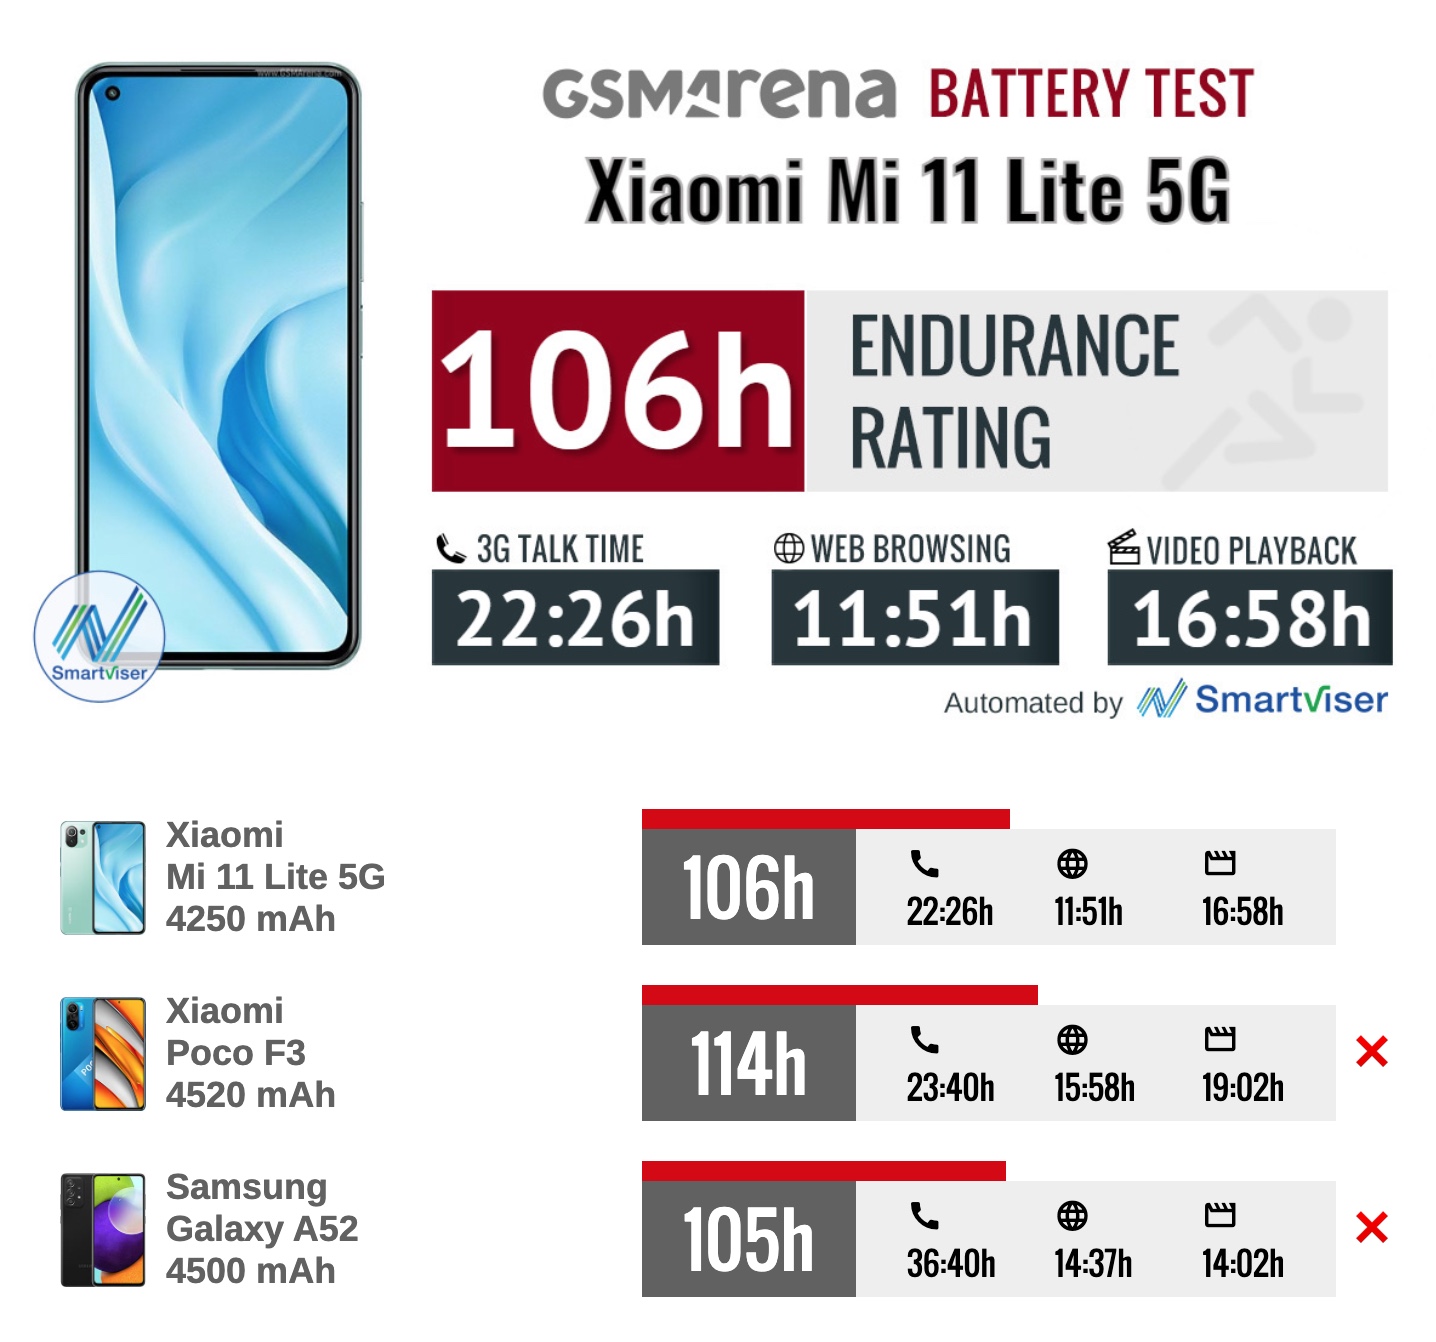 www.GSMArena.com
GSMArena BATTERY TEST
Xiaomi Mi 11 Lite 5G
106h
ENDURANCE
RATING
3G TALK TIME
22:26h
WEB BROWSING
11:51h
VIDEO PLAYBACK
16:58h
SmartViser
Automated by SmartViser
Xiaomi
Mi 11 Lite 5G
4250 mAh
106h
22:26h
11:51h
16:58h
Xiaomi
Poco F3
4520 mAh
114h
23:40h
15:58h
19:02h
Samsung
Galaxy A52
4500 mAh
105h
36:40h
14:37h
14:02h